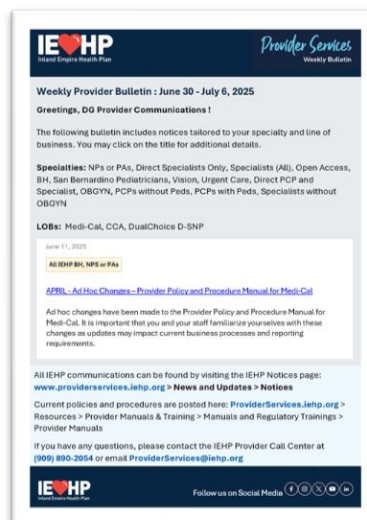 IEHP
Inland Empire Health Plan
Provider Services
Weekly Bulletin
Weekly Provider Bulletin : June 30 - July 6, 2025
Greetings, DG Provider Communications !
The following bulletin includes notices tailored to your specialty and line of
business. You may click on the title for additional details.
Specialties: NPs or PAs, Direct Specialists Only, Specialists (All), Open Access,
BH, San Bernardino Pediatricians, Vision, Urgent Care, Direct PCP and
Specialist, OBGYN, PCPs without Peds, PCPs with Peds, Specialists without
OBGYN
LOBs: Medi-Cal, CCA, DualChoice D-SNP
June 11, 2025
All IEHP BH, NPS or PAs
APRIL - Ad Hoc Changes – Provider Policy and Procedure Manual for Medi-Cal
Ad hoc changes have been made to the Provider Policy and Procedure Manual for
Medi-Cal. It is important that you and your staff familiarize yourselves with these
changes as updates may impact current business processes and reporting
requirements.
All IEHP communications can be found by visiting the IEHP Notices page:
www.providerservices.iehp.org > News and Updates > Notices
Current policies and procedures are posted here: ProviderServices.iehp.org >
Resources > Provider Manuals & Training > Manuals and Regulatory Trainings >
Provider Manuals
If you have any questions, please contact the IEHP Provider Call Center at
(909) 890-2054 or email ProviderServices@iehp.org
IEHP
Inland Empire Health Plan
Follow us on Social Media